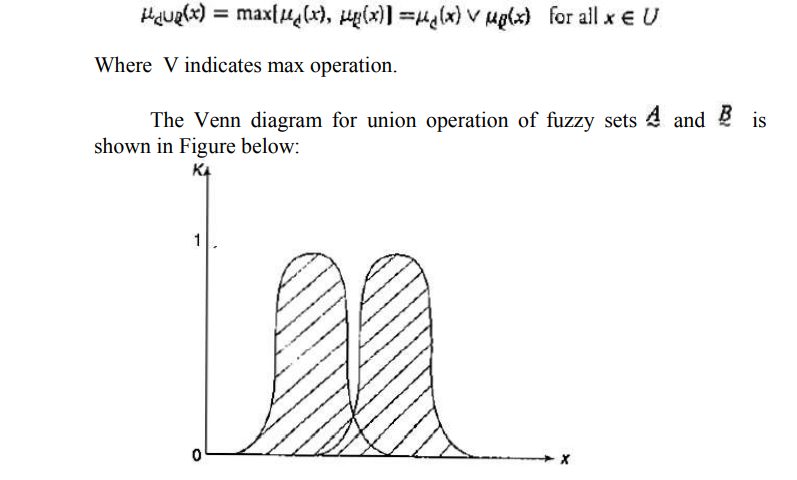 μA̰∪B̰(x) = max[μA̰(x), μB̰(x)] =μA̰(x) ∨ μB̰(x) for all x ∈ U
Where V indicates max operation.
The Venn diagram for union operation of fuzzy sets A̰ and B̰ is
shown in Figure below:
1
0
x